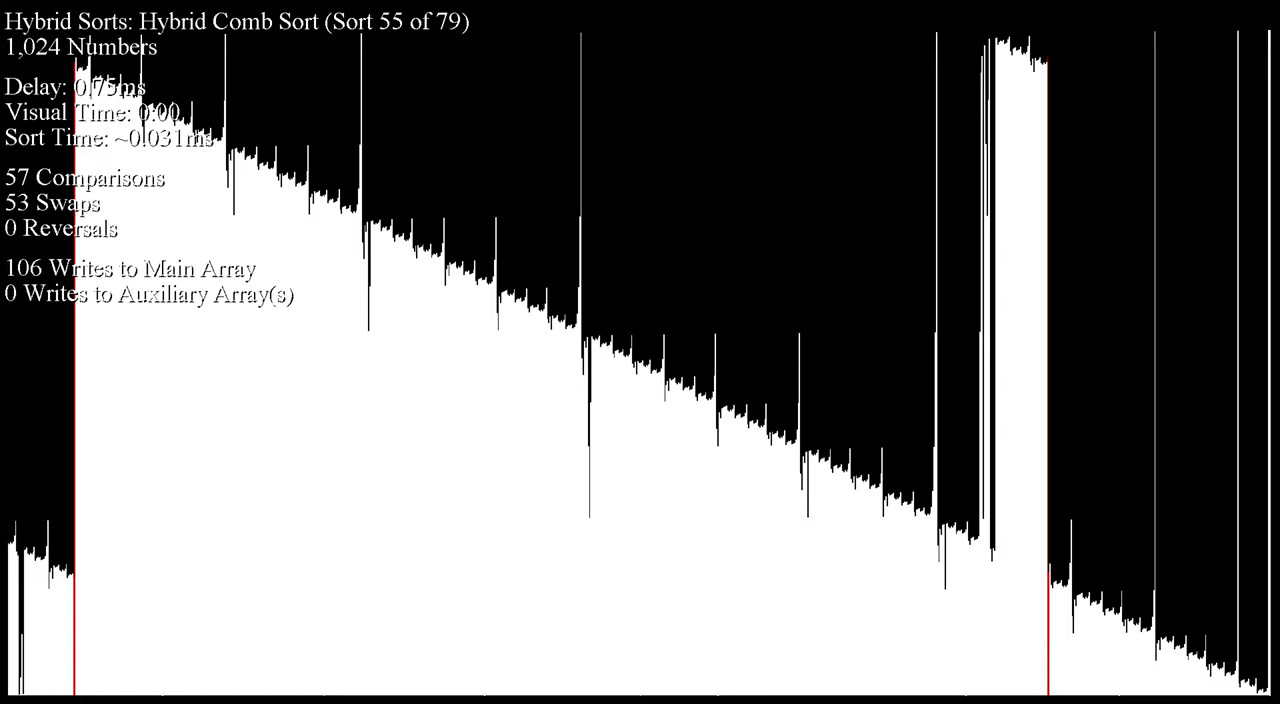 Hybrid Sorts: Hybrid Comb Sort (Sort 55 of 79)
1,024 Numbers
Delay: 0.75ms
Visual Time: 0:00
Sort Time: ~0.031ms
57 Comparisons
53 Swaps
0 Reversals
106 Writes to Main Array
0 Writes to Auxiliary Array(s)